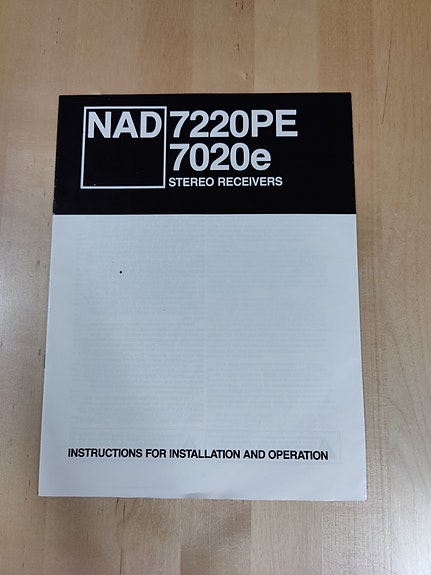 NAD 7220PE
7020e
STEREO RECEIVERS
INSTRUCTIONS FOR INSTALLATION AND OPERATION